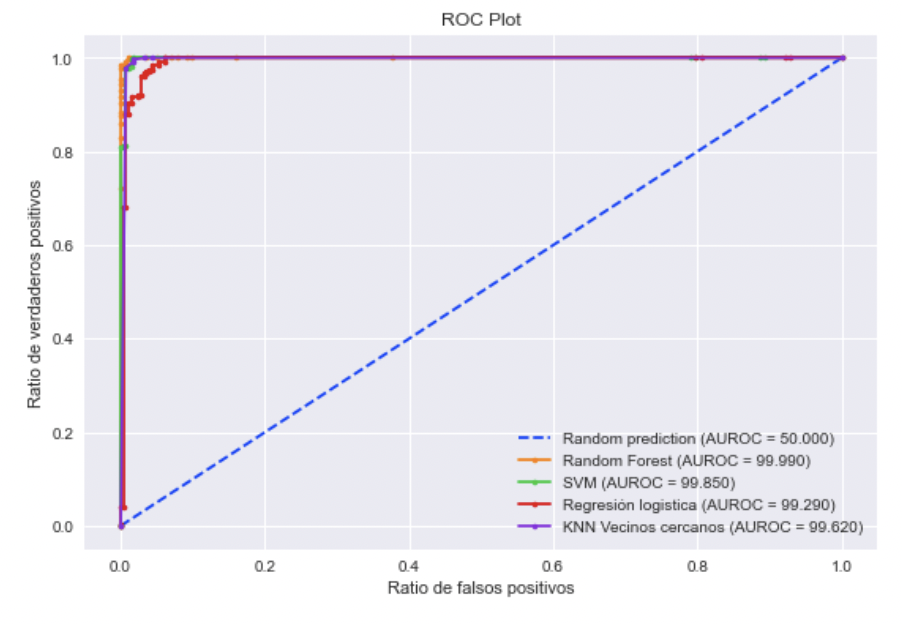 ROC Plot
1.0
0.8
0.6
0.4
0.2
0.0
Ratio de verdaderos positivos
Random prediction (AUROC = 50.000)
Random Forest (AUROC = 99.990)
SVM (AUROC = 99.850)
Regresión logistica (AUROC = 99.290)
KNN Vecinos cercanos (AUROC = 99.620)
0.0 0.2 0.4 0.6 0.8 1.0
Ratio de falsos positivos